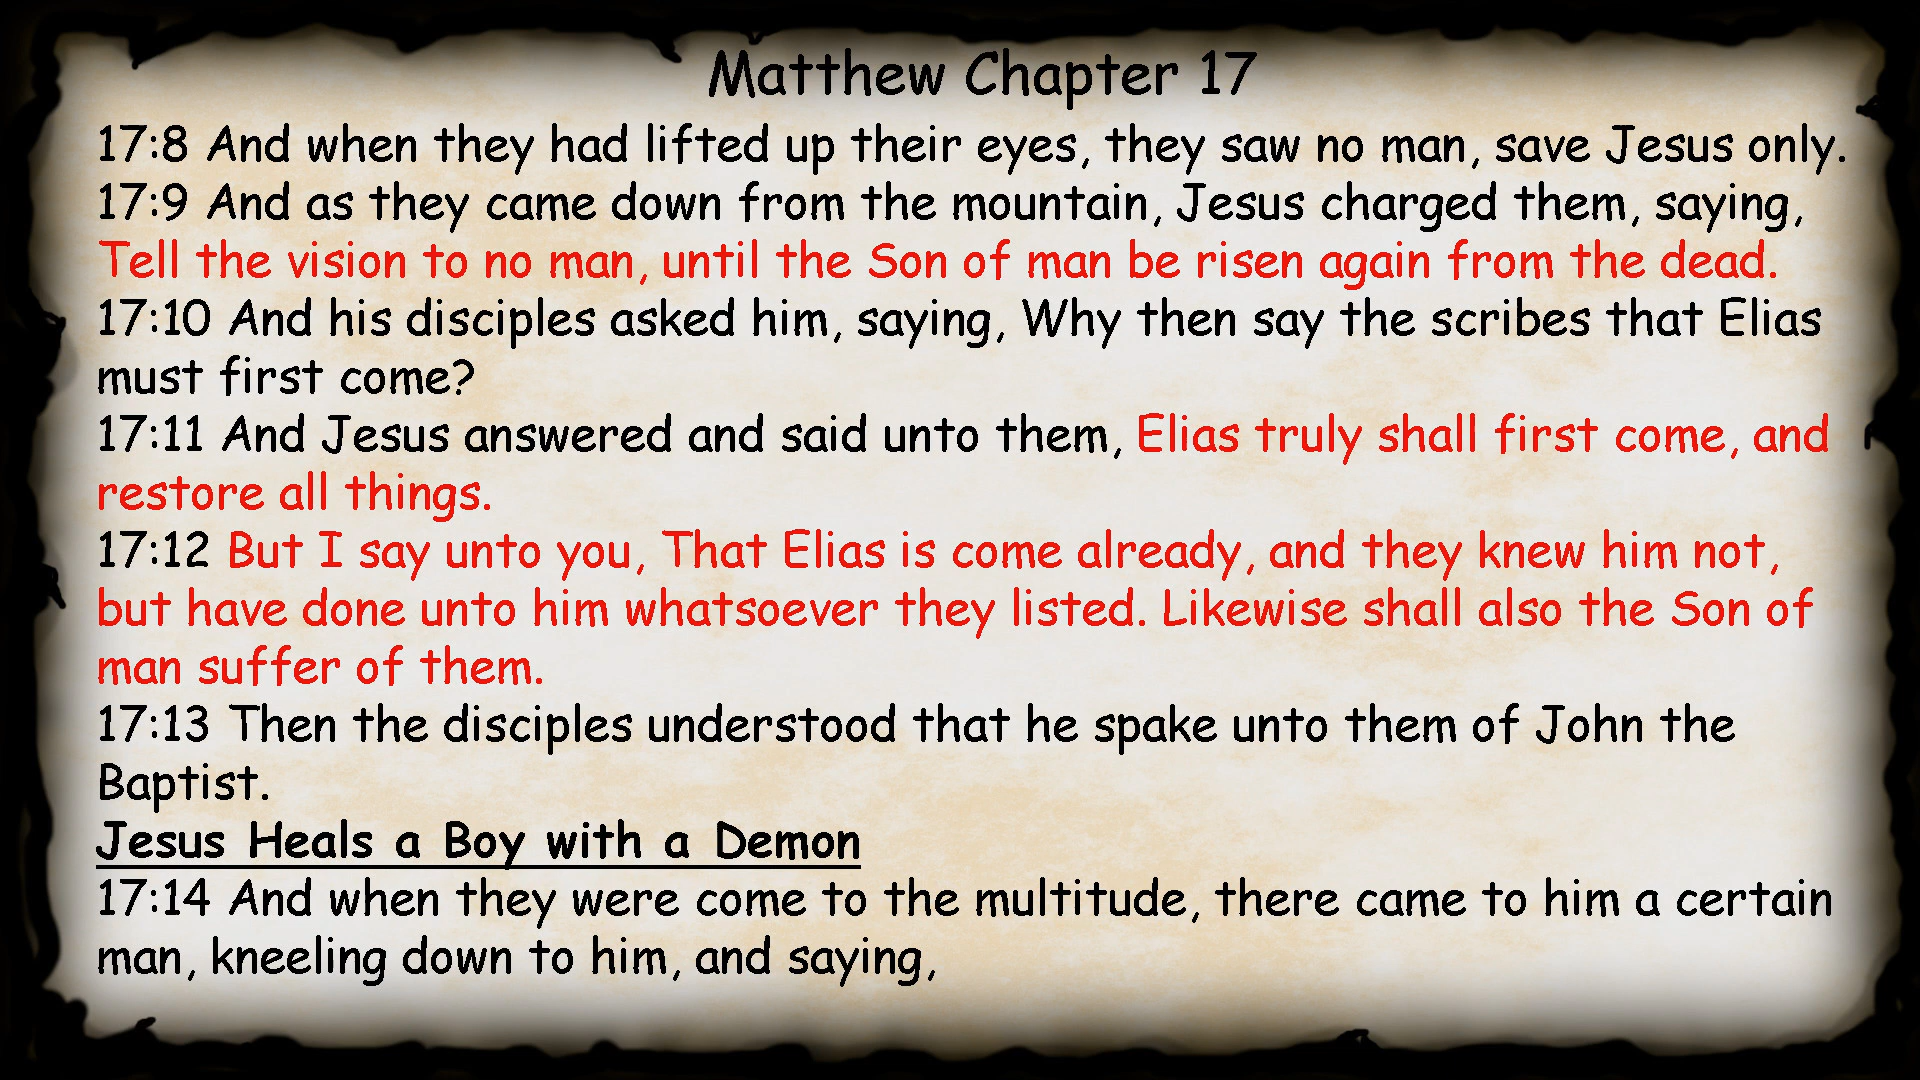 Matthew Chapter 17
17:8 And when they had lifted up their eyes, they saw no man, save Jesus only.
17:9 And as they came down from the mountain, Jesus charged them, saying,
Tell the vision to no man, until the Son of man be risen again from the dead.
17:10 And his disciples asked him, saying, Why then say the scribes that Elias
must first come?
17:11 And Jesus answered and said unto them, Elias truly shall first come, and
restore all things.
17:12 But I say unto you, That Elias is come already, and they knew him not,
but have done unto him whatsoever they listed. Likewise shall also the Son of
man suffer of them.
17:13 Then the disciples understood that he spake unto them of John the
Baptist.
Jesus Heals a Boy with a Demon
17:14 And when they were come to the multitude, there came to him a certain
man, kneeling down to him, and saying,